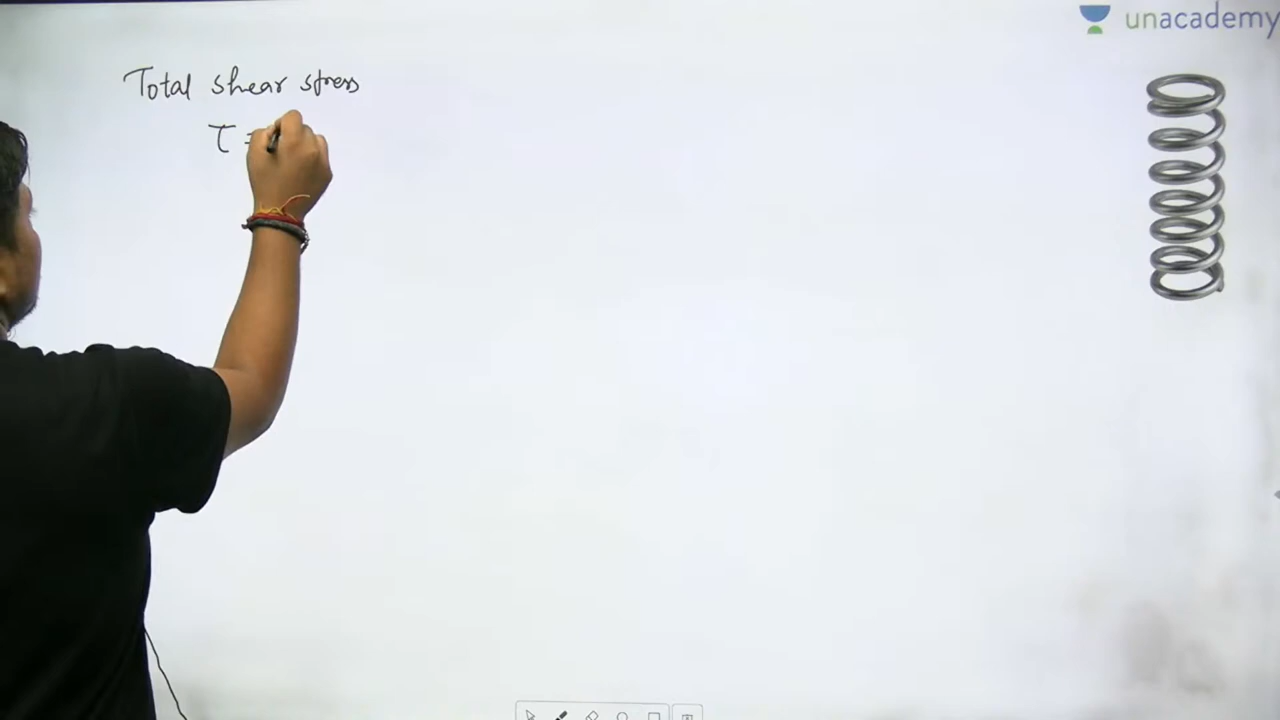 unacademy
Total shear stress
τ =